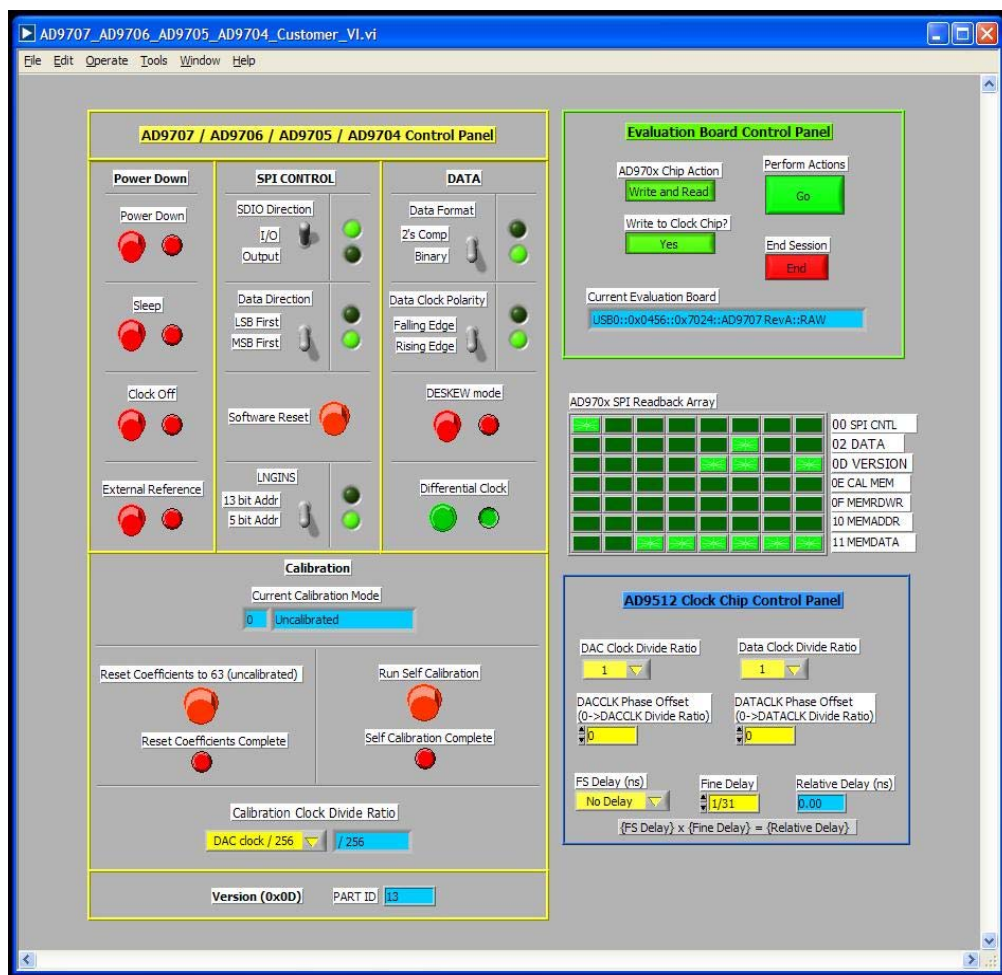 AD9707_AD9706_AD9705_AD9704_Customer_VI.vi
File Edit Operate Tools Window Help
AD9707 / AD9706 / AD9705 / AD9704 Control Panel
Power Down
Power Down
Sleep
Clock Off
External Reference
SPI CONTROL
SDIO Direction
I/O
Output
Data Direction
LSB First
MSB First
Software Reset
LNGINS
13 bit Addr
5 bit Addr
DATA
Data Format
2's Comp
Binary
Data Clock Polarity
Falling Edge
Rising Edge
DESKEW mode
Differential Clock
Calibration
Current Calibration Mode
0 Uncalibrated
Reset Coefficients to 63 (uncalibrated)
Reset Coefficients Complete
Run Self Calibration
Self Calibration Complete
Calibration Clock Divide Ratio
DAC clock / 256 / 256
Version (0x0D) PART ID 13
Evaluation Board Control Panel
AD970x Chip Action
Write and Read
Write to Clock Chip?
Yes
Perform Actions
Go
End Session
End
Current Evaluation Board
USB0::0x0456::0x7024::AD9707 RevA::RAW
AD970x SPI Readback Array
00 SPI CNTL
02 DATA
0D VERSION
0E CAL MEM
0F MEMRDWR
10 MEMADDR
11 MEMDATA
AD9512 Clock Chip Control Panel
DAC Clock Divide Ratio
1
Data Clock Divide Ratio
1
DACCLK Phase Offset
(0->DACCLK Divide Ratio)
0
DATACLK Phase Offset
(0->DATACLK Divide Ratio)
0
FS Delay (ns)
No Delay
Fine Delay
1/31
Relative Delay (ns)
0.00
{FS Delay} x {Fine Delay} = {Relative Delay}